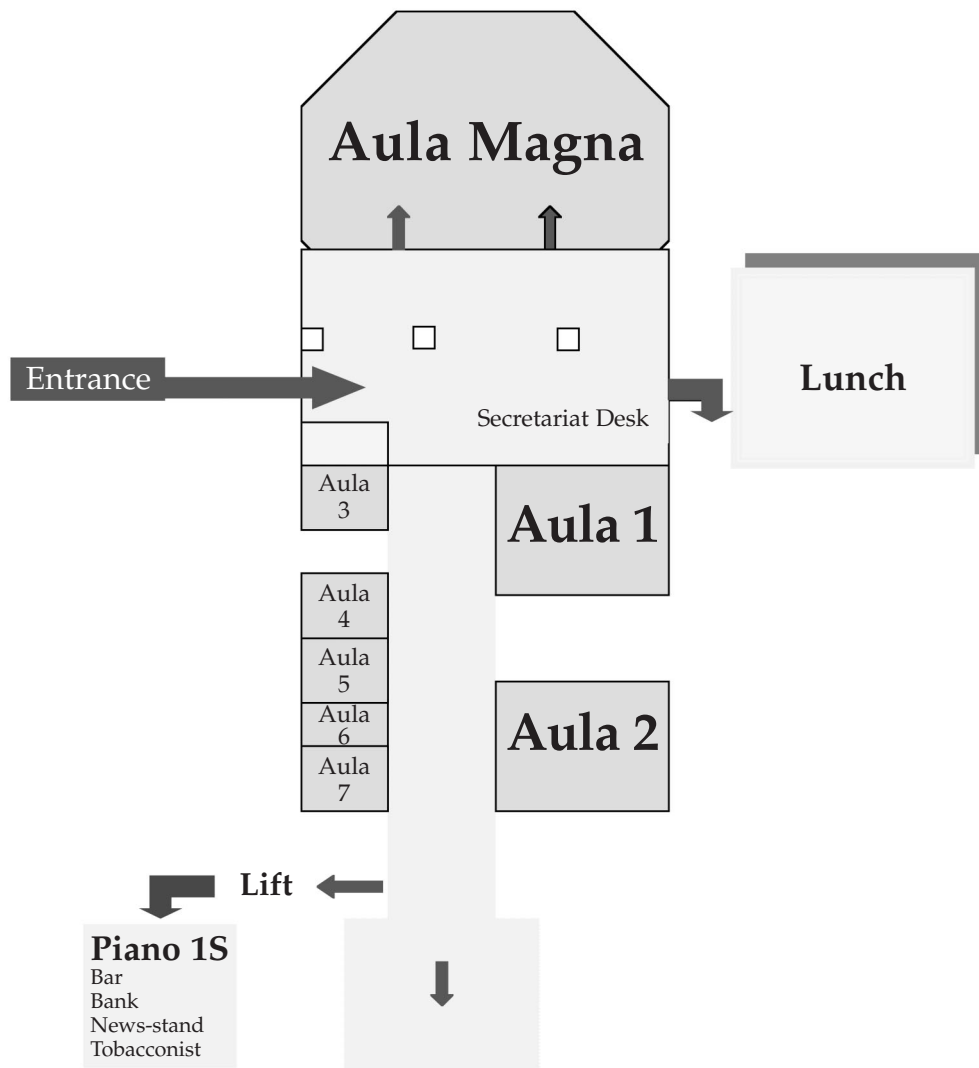 Aula Magna
Entrance
Lunch
Secretariat Desk
Aula
3
Aula 1
Aula
4
Aula
5
Aula
6
Aula 2
Aula
7
Lift
Piano 1S
Bar
Bank
News-stand
Tobacconist